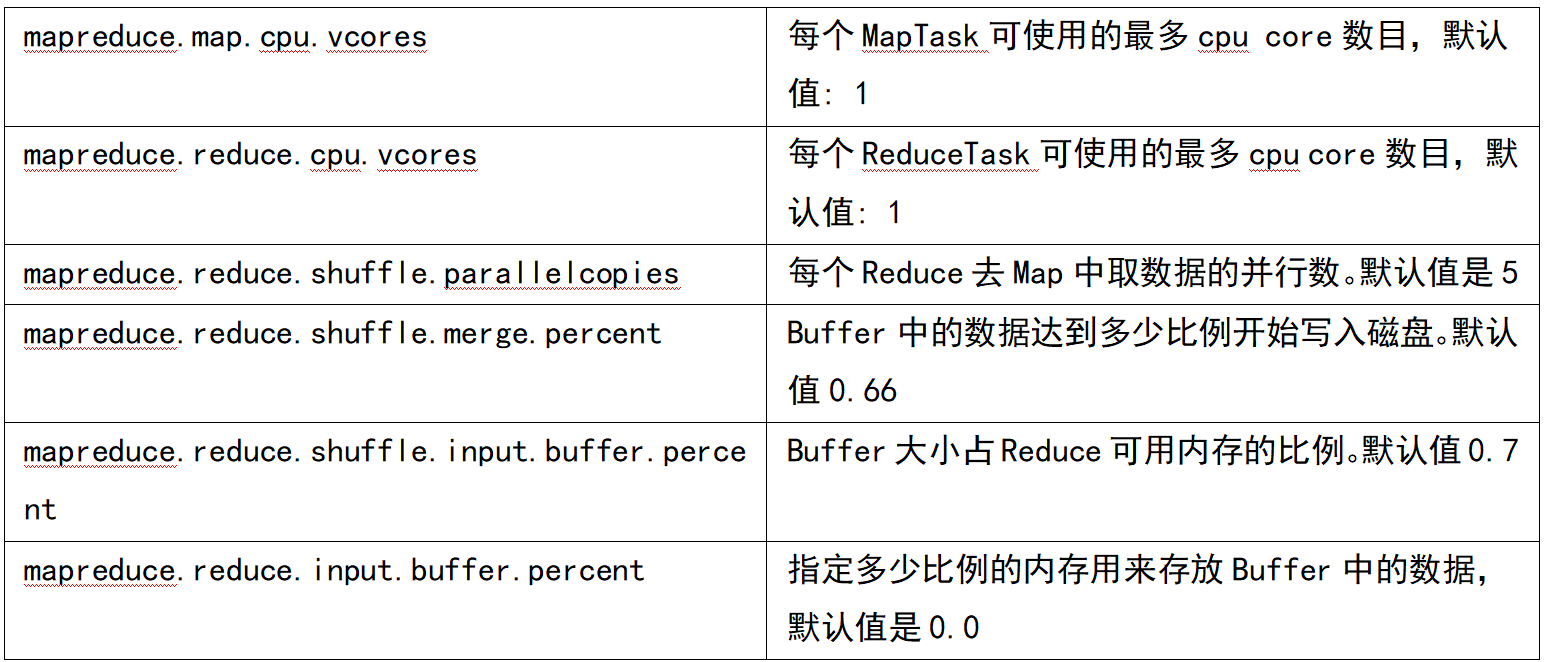 mapreduce.map.cpu.vcores
每个 MapTask 可使用的最多 cpu core 数目，默认
值: 1
mapreduce.reduce.cpu.vcores
每个 ReduceTask 可使用的最多 cpu core 数目，默
认值: 1
mapreduce.reduce.shuffle.parallelcopies
每个 Reduce 去 Map 中取数据的并行数。默认值是 5
mapreduce.reduce.shuffle.merge.percent
Buffer 中的数据达到多少比例开始写入磁盘。默认
值 0.66
mapreduce.reduce.shuffle.input.buffer.perce
nt
Buffer 大小占 Reduce 可用内存的比例。默认值 0.7
mapreduce.reduce.input.buffer.percent
指定多少比例的内存用来存放 Buffer 中的数据，
默认值是 0.0